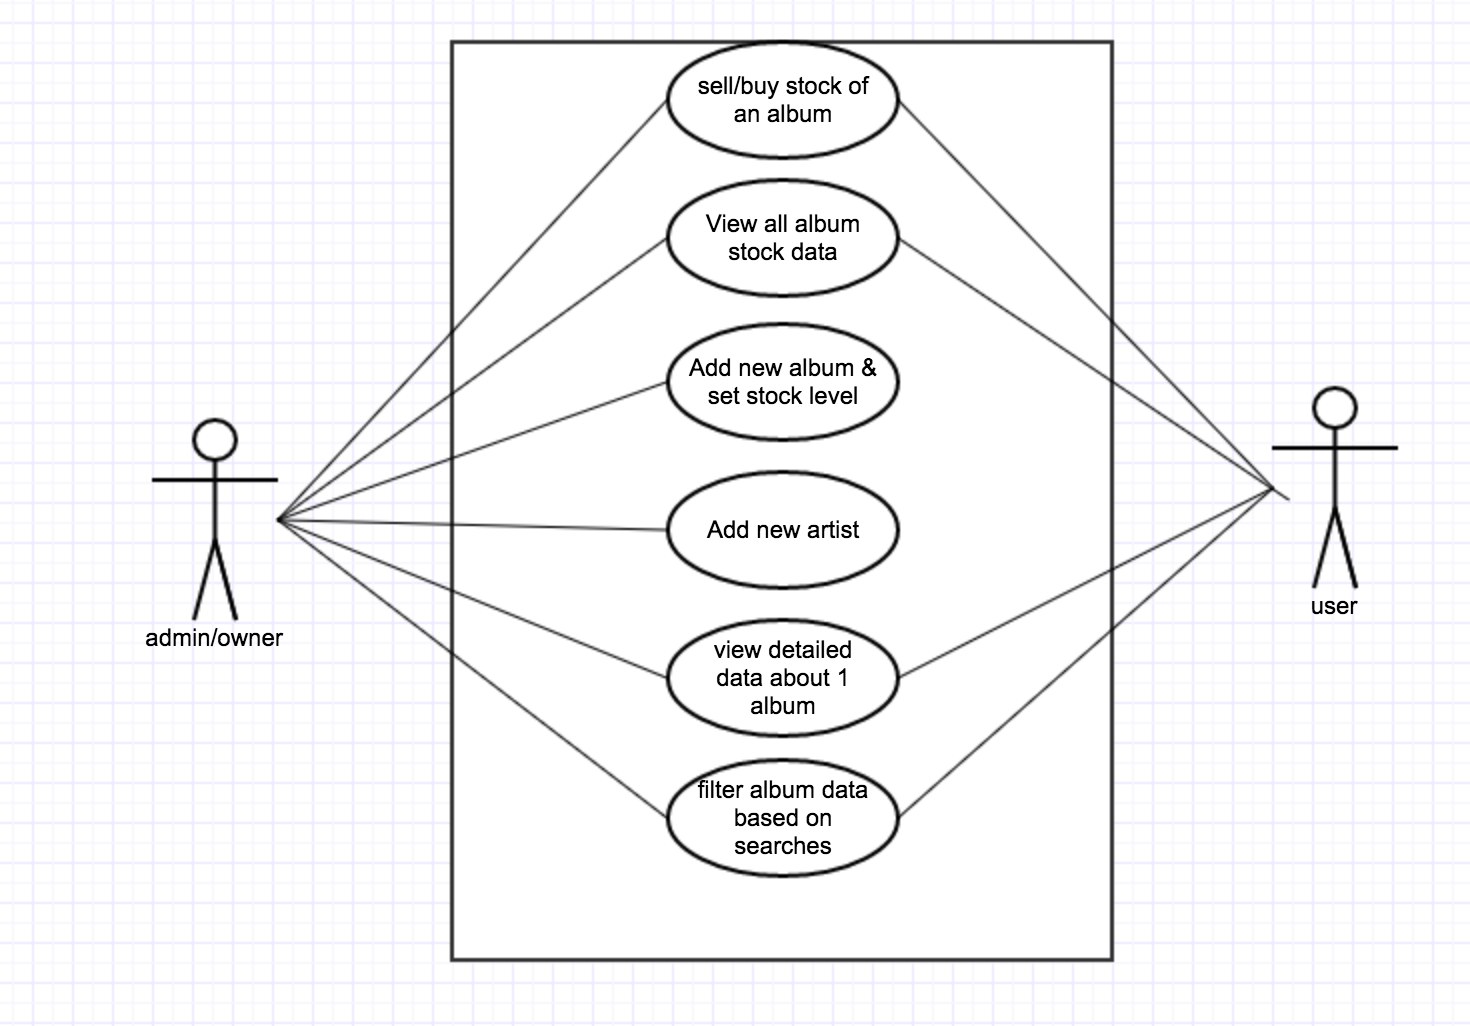 sell/buy stock of
an album
View all album
stock data
Add new album &
set stock level
Add new artist
view detailed
data about 1
album
filter album data
based on
searches
admin/owner
user